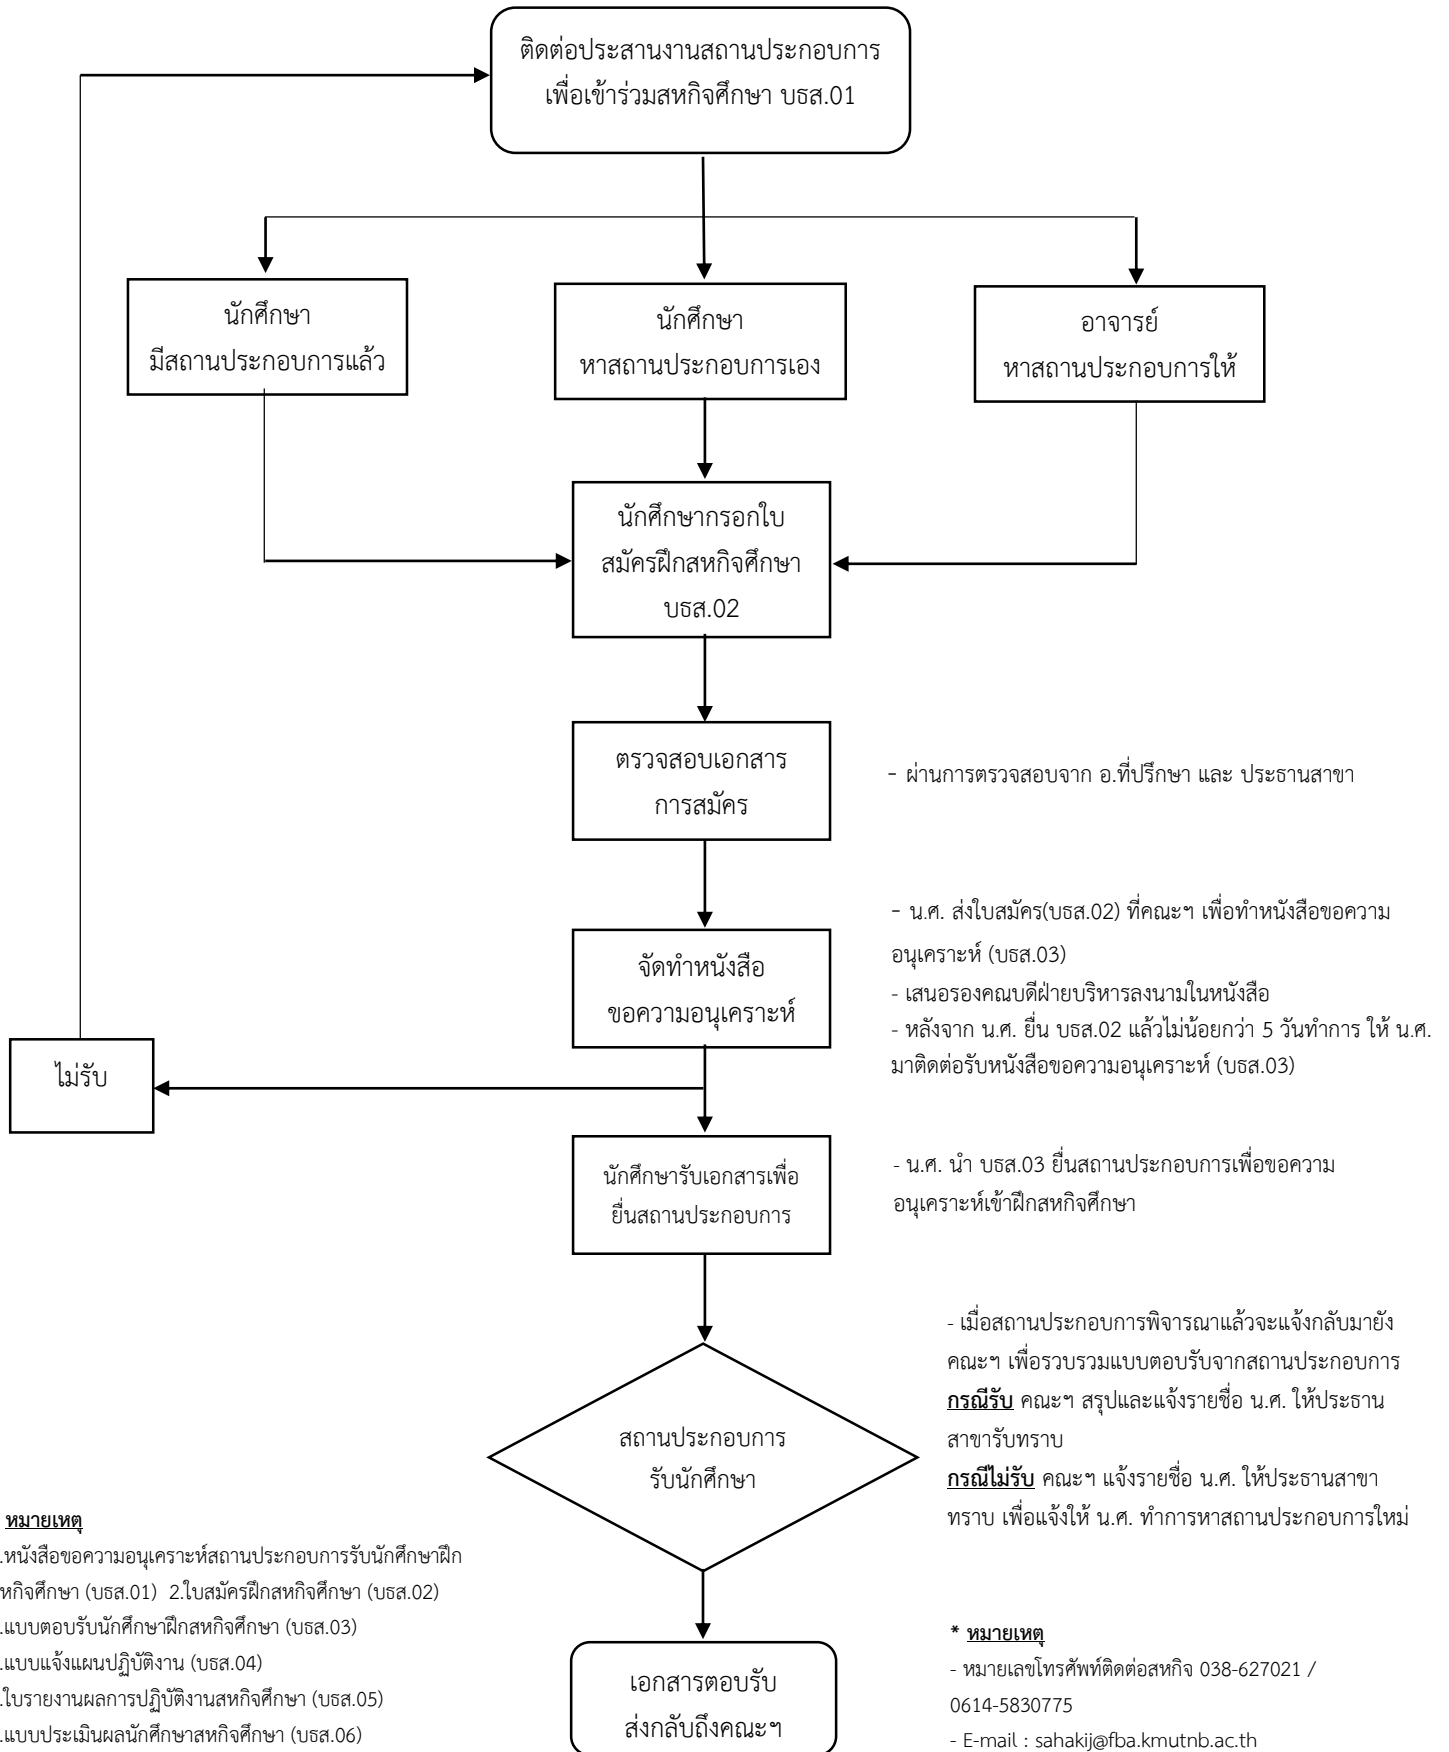 ติดต่อประสานงานสถานประกอบการ
เพื่อเข้าร่วมสหกิจศึกษา บธส.01
นักศึกษา
มีสถานประกอบการแล้ว
นักศึกษา
หาสถานประกอบการเอง
อาจารย์
หาสถานประกอบการให้
นักศึกษากรอกใบ
สมัครฝึกสหกิจศึกษา
บธส.02
ตรวจสอบเอกสาร
การสมัคร
- ผ่านการตรวจสอบจาก อ.ที่ปรึกษา และ ประธานสาขา
จัดทำหนังสือ
ขอความอนุเคราะห์
- น.ศ. ส่งใบสมัคร(บธส.02) ที่คณะฯ เพื่อทำหนังสือขอความ
อนุเคราะห์ (บธส.03)
- เสนอรองคณบดีฝ่ายบริหารลงนามในหนังสือ
- หลังจาก น.ศ. ยื่น บธส.02 แล้วไม่น้อยกว่า 5 วันทำการ ให้ น.ศ.
มาติดต่อรับหนังสือขอความอนุเคราะห์ (บธส.03)
ไม่รับ
นักศึกษารับเอกสารเพื่อ
ยื่นสถานประกอบการ
- น.ศ. นำ บธส.03 ยื่นสถานประกอบการเพื่อขอความ
อนุเคราะห์เข้าฝึกสหกิจศึกษา
สถานประกอบการ
รับนักศึกษา
- เมื่อสถานประกอบการพิจารณาแล้วจะแจ้งกลับมายัง
คณะฯ เพื่อรวบรวมแบบตอบรับจากสถานประกอบการ
กรณีรับ คณะฯ สรุปและแจ้งรายชื่อ น.ศ. ให้ประธาน
สาขารับทราบ
กรณีไม่รับ คณะฯ แจ้งรายชื่อ น.ศ. ให้ประธานสาขา
ทราบ เพื่อแจ้งให้ น.ศ. ทำการหาสถานประกอบการใหม่
หมายเหตุ
.หนังสือขอความอนุเคราะห์สถานประกอบการรับนักศึกษาฝึก
หกิจศึกษา (บธส.01) 2.ใบสมัครฝึกสหกิจศึกษา (บธส.02)
.แบบตอบรับนักศึกษาฝึกสหกิจศึกษา (บธส.03)
.แบบแจ้งแผนปฏิบัติงาน (บธส.04)
.ใบรายงานผลการปฏิบัติงานสหกิจศึกษา (บธส.05)
.แบบประเมินผลนักศึกษาสหกิจศึกษา (บธส.06)
เอกสารตอบรับ
ส่งกลับถึงคณะฯ
* หมายเหตุ
- หมายเลขโทรศัพท์ติดต่อสหกิจ 038-627021 /
0614-5830775
- E-mail : sahakij@fba.kmutnb.ac.th